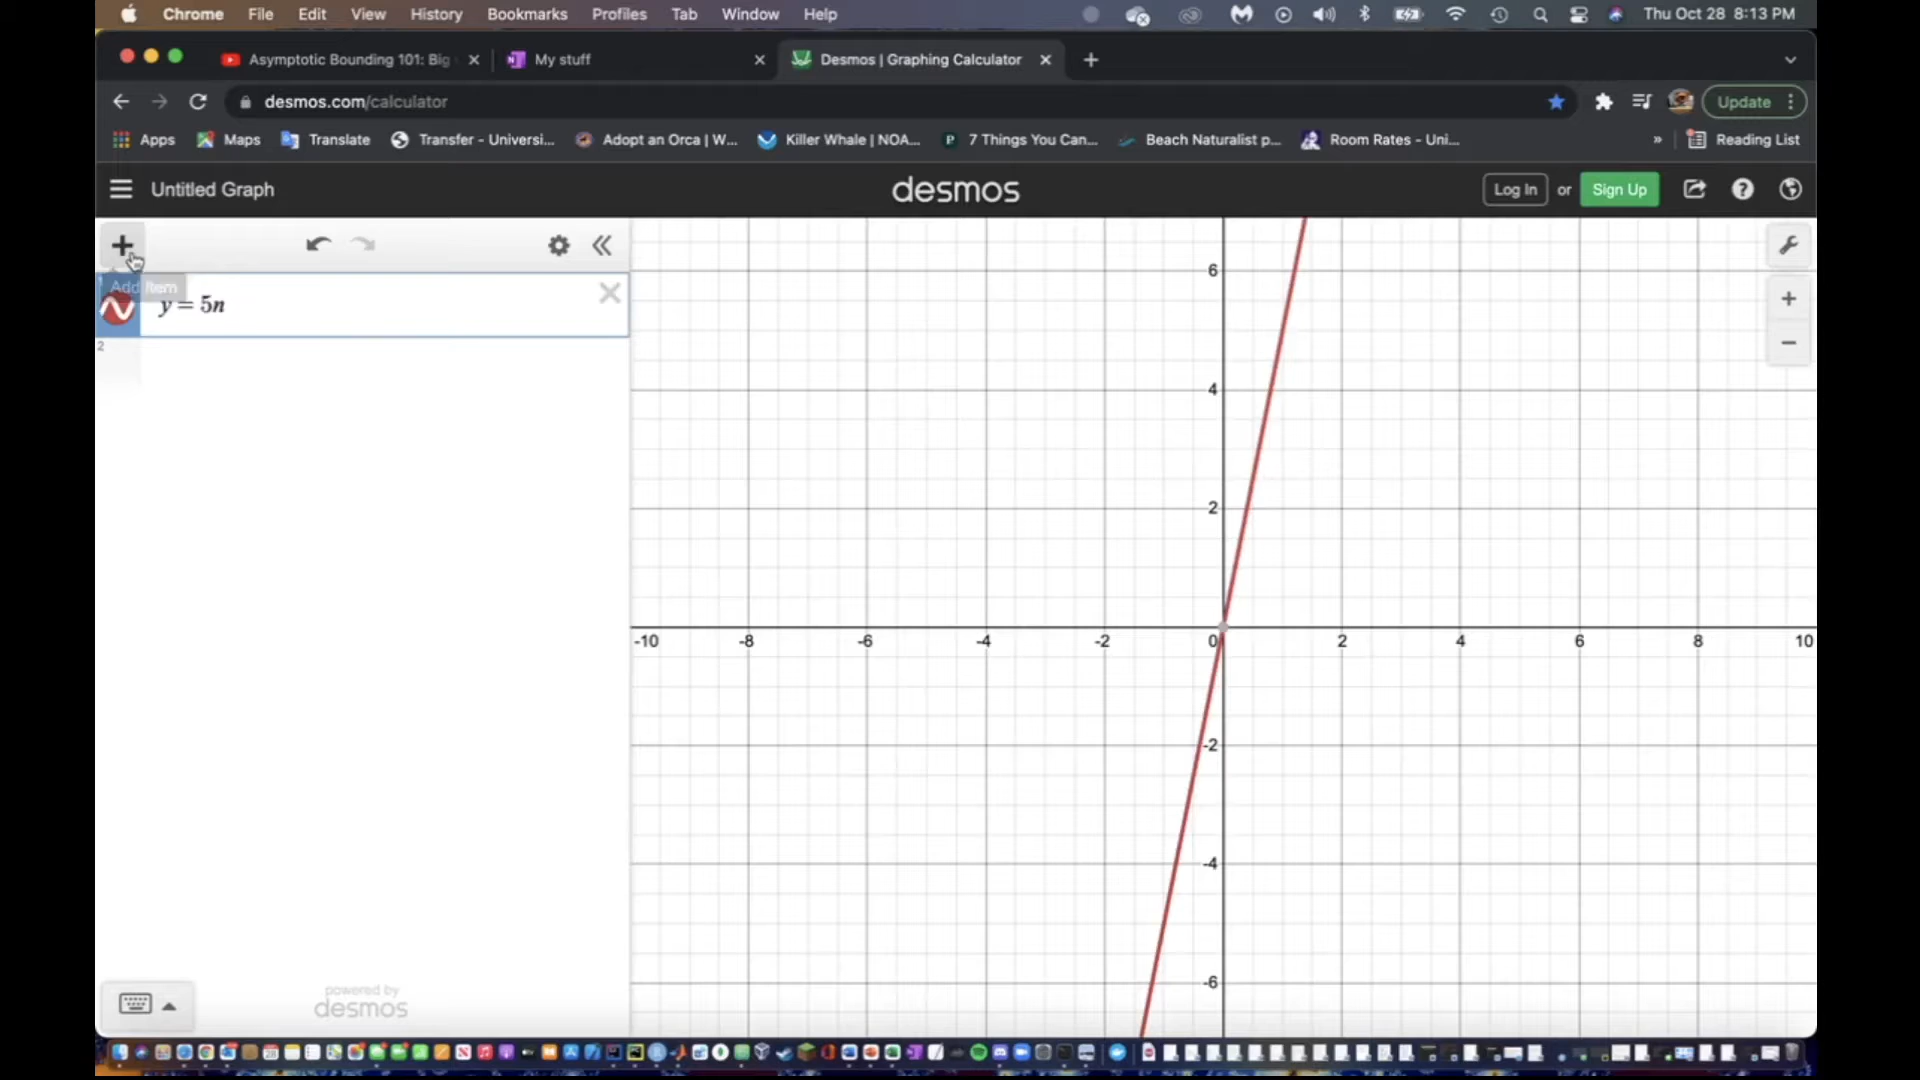 Chrome File Edit View History Bookmarks Profiles Tab Window Help Thu Oct 28 8:13 PM
Asymptotic Bounding 101: Big My stuff Desmos | Graphing Calculator
desmos.com/calculator Update
Apps Maps Translate Transfer - Universi... Adopt an Orca | W... Killer Whale | NOA... 7 Things You Can... Beach Naturalist p... Room Rates - Uni... » Reading List
Untitled Graph desmos Log In or Sign Up
Add Item
y = 5n
2
6
4
2
-10 -8 -6 -4 -2 0 2 4 6 8 10
-2
-4
-6
powered by
desmos